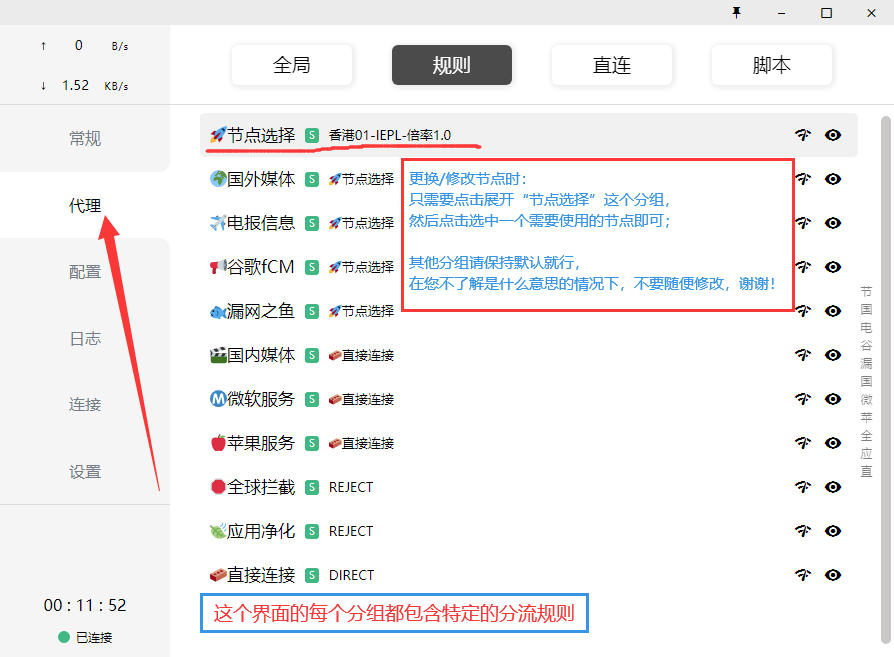 ↑ 0 B/s
↓ 1.52 KB/s
常规
代理
配置
日志
连接
设置
00 : 11 : 52
已连接
全局 规则 直连 脚本
节点选择 S 香港01-IEPL-倍率1.0
国外媒体 S 节点选择
电报信息 S 节点选择
谷歌fCM S 节点选择
漏网之鱼 S 节点选择
国内媒体 S 直接连接
M微软服务 S 直接连接
苹果服务 S 直接连接
全球拦截 S REJECT
应用净化 S REJECT
直接连接 S DIRECT
更换/修改节点时：
只需要点击展开“节点选择”这个分组，
然后点击选中一个需要使用的节点即可；
其他分组请保持默认就行，
在您不了解是什么意思的情况下，不要随便修改，谢谢！
这个界面的每个分组都包含特定的分流规则
节
国
电
谷
漏
国
微
苹
全
应
直